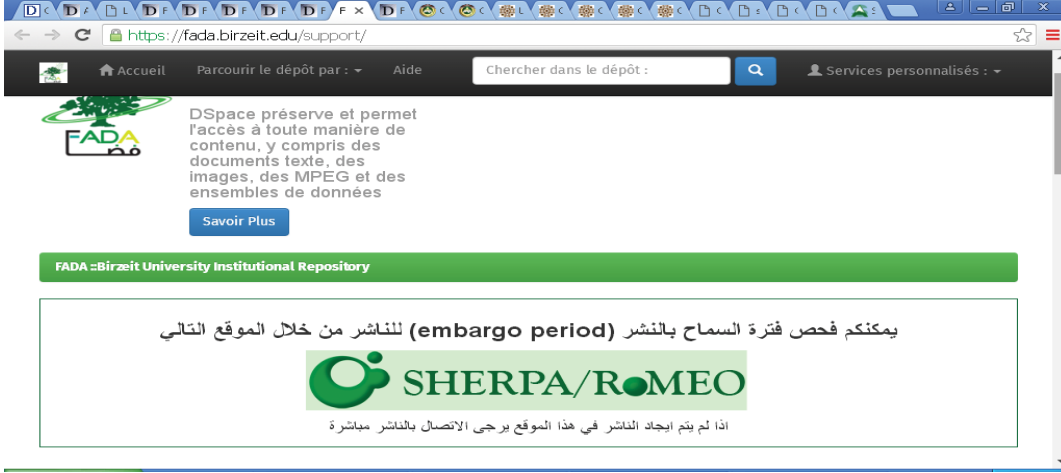 https://fada.birzeit.edu/support/
Accueil Parcourir le dépôt par : Aide Chercher dans le dépôt : Services personnalisés :
FADA
فضا
DSpace préserve et permet
l'accès à toute manière de
contenu, y compris des
documents texte, des
images, des MPEG et des
ensembles de données
Savoir Plus
FADA ::Birzeit University Institutional Repository
يمكنكم فحص فترة السماح بالنشر (embargo period) للناشر من خلال الموقع التالي
SHERPA/RoMEO
اذا لم يتم ايجاد الناشر في هذا الموقع يرجى الاتصال بالناشر مباشرة